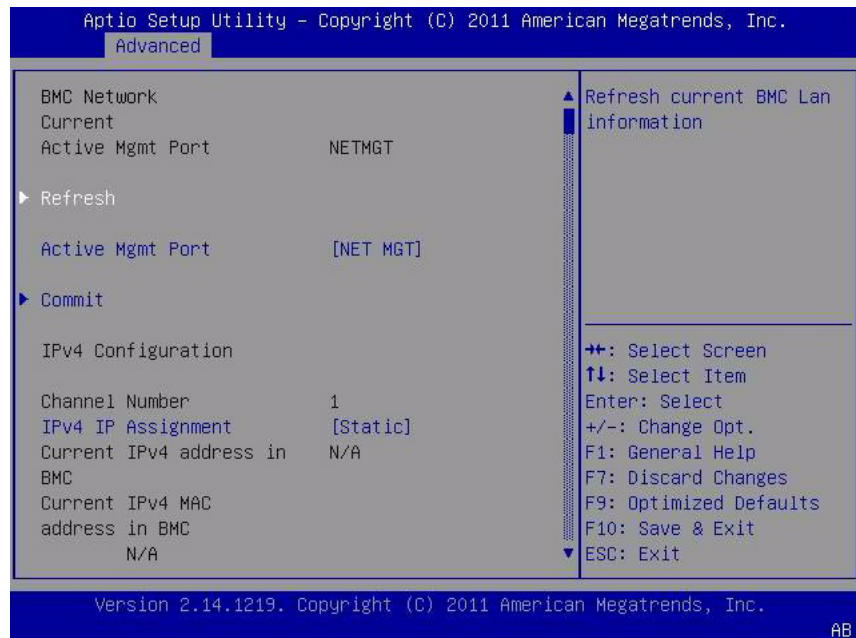 Aptio Setup Utility – Copyright (C) 2011 American Megatrends, Inc.
Advanced
BMC Network
Current
Active Mgmt Port NETMGT
Refresh
Active Mgmt Port [NET MGT]
Commit
IPv4 Configuration
Channel Number 1
IPv4 IP Assignment [Static]
Current IPv4 address in N/A
BMC
Current IPV4 MAC
address in BMC
N/A
Refresh current BMC Lan
information
→←: Select Screen
↑↓: Select Item
Enter: Select
+/-: Change Opt.
F1: General Help
F7: Discard Changes
F9: Optimized Defaults
F10: Save & Exit
ESC: Exit
Version 2.14.1219. Copyright (C) 2011 American Megatrends, Inc.
AB